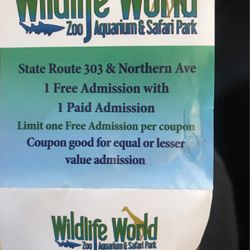 Wildlife World
Zoo Aquarium & Safari Park
State Route 303 & Northern Ave
1 Free Admission with
1 Paid Admission
Limit one Free Admission per coupon
Coupon good for equal or lesser
value admission
Wildlife World
Zoo Aquarium & Safari Park